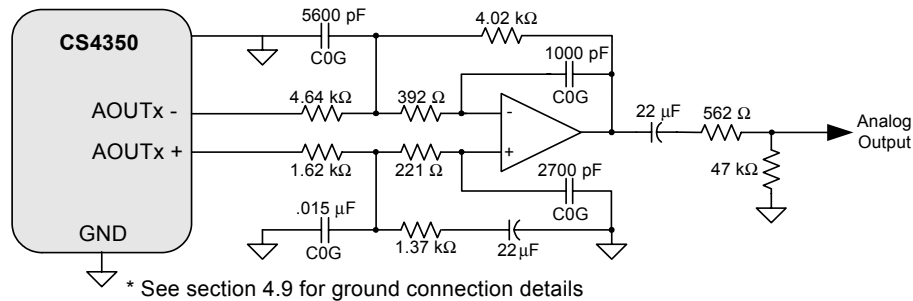 5600 pF
C0G
4.02 kΩ
CS4350
1000 pF
C0G
AOUTx -
4.64 kΩ
392 Ω
-
22 µF
562 Ω
Analog
Output
AOUTx +
1.62 kΩ
221 Ω
+
2700 pF
C0G
47 kΩ
.015 µF
C0G
1.37 kΩ
22µF
GND
* See section 4.9 for ground connection details